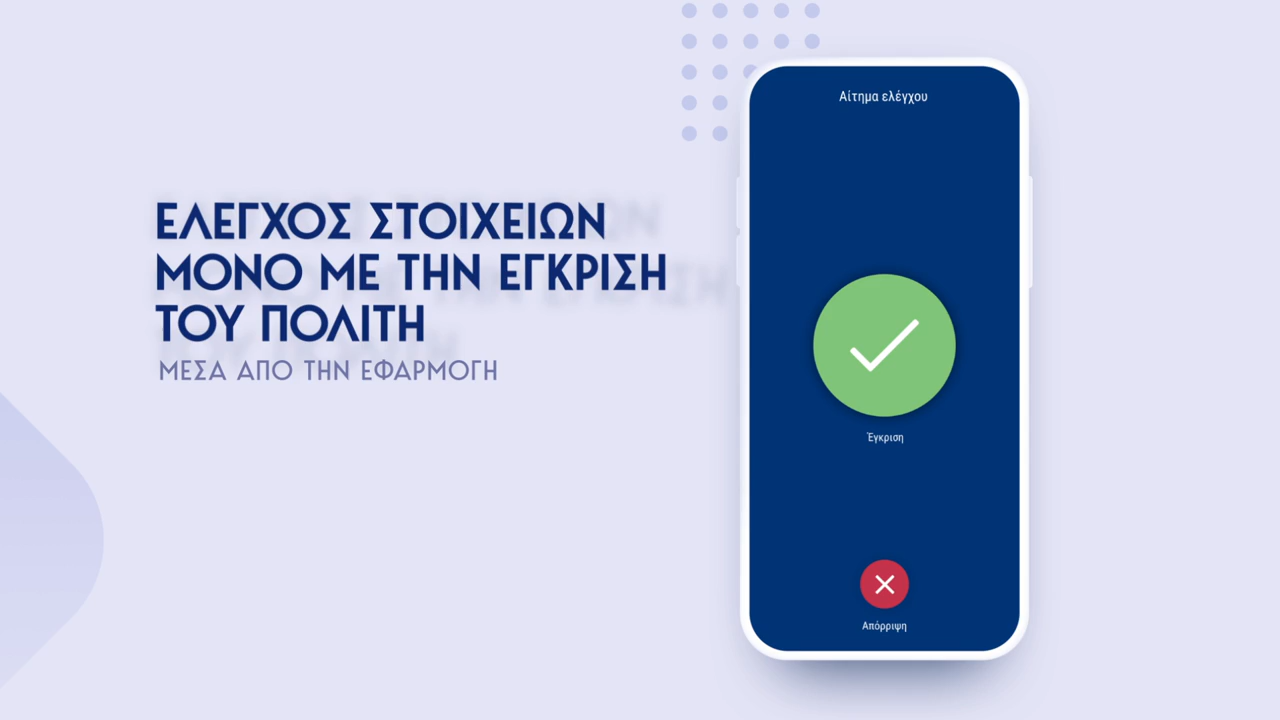 ΕΛΕΓΧΟΣ ΣΤΟΙΧΕΙΩΝ
ΜΟΝΟ ΜΕ ΤΗΝ ΕΓΚΡΙΣΗ
ΤΟΥ ΠΟΛΙΤΗ
ΜΕΣΑ ΑΠΟ ΤΗΝ ΕΦΑΡΜΟΓΗ
Αίτημα ελέγχου
Έγκριση
Απόρριψη